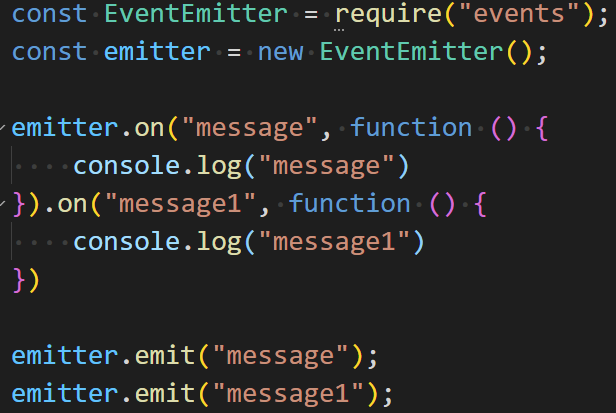 const EventEmitter = require("events");
const emitter = new EventEmitter();
emitter.on("message", function () {
    console.log("message")
}).on("message1", function () {
    console.log("message1")
})
emitter.emit("message");
emitter.emit("message1");